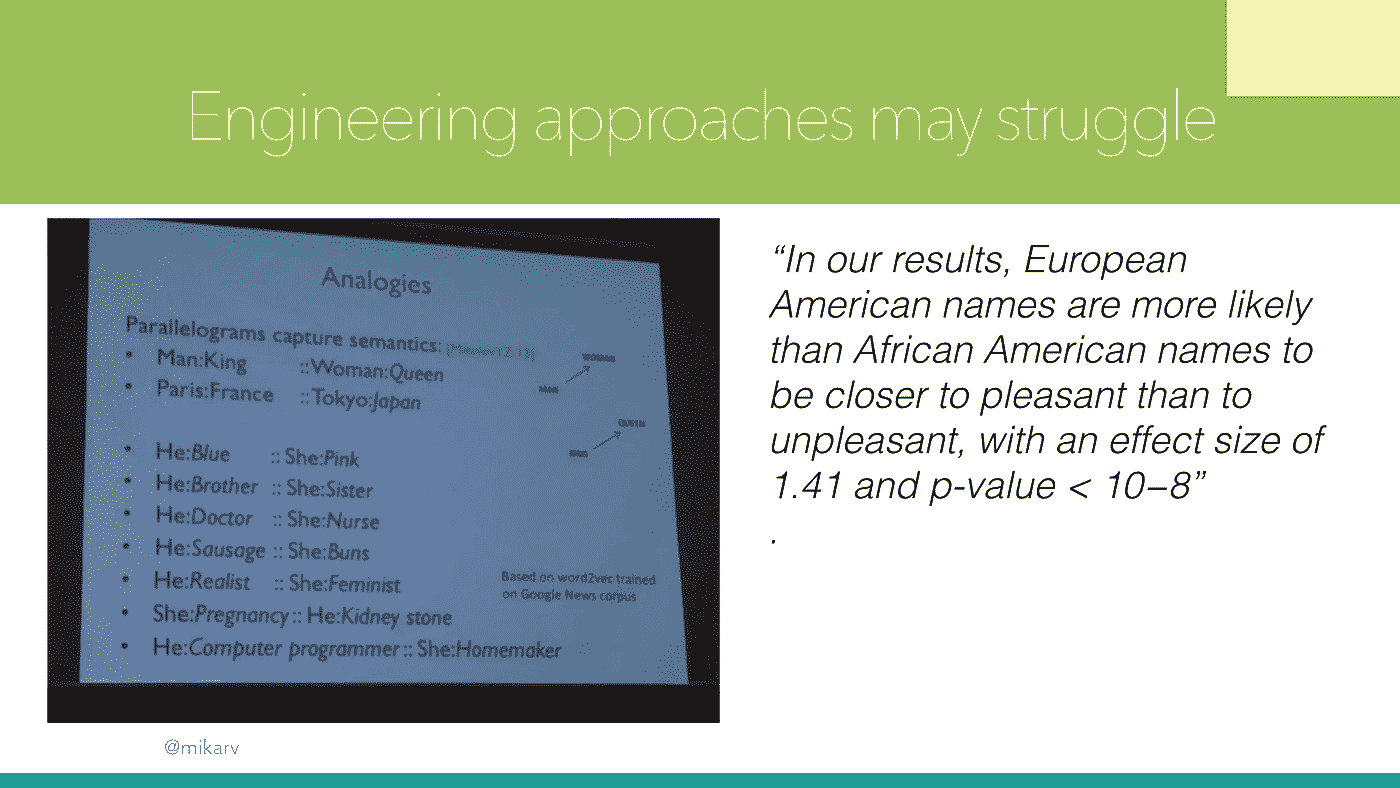 Engineering approaches may struggle
Analogies
Parallelograms capture semantics:
• Man:King :: Woman:Queen
• Paris:France :: Tokyo:Japan
WOMAN
MAN
QUEEN
KING
• He:Blue :: She:Pink
• He:Brother :: She:Sister
• He:Doctor :: She:Nurse
• He:Sausage :: She:Buns
• He:Realist :: She:Feminist
• She:Pregnancy :: He:Kidney stone
• He:Computer programmer :: She:Homemaker
Based on word2vec trained
on Google News corpus
“In our results, European
American names are more likely
than African American names to
be closer to pleasant than to
unpleasant, with an effect size of
1.41 and p-value < 10−8”
.
@mikarv